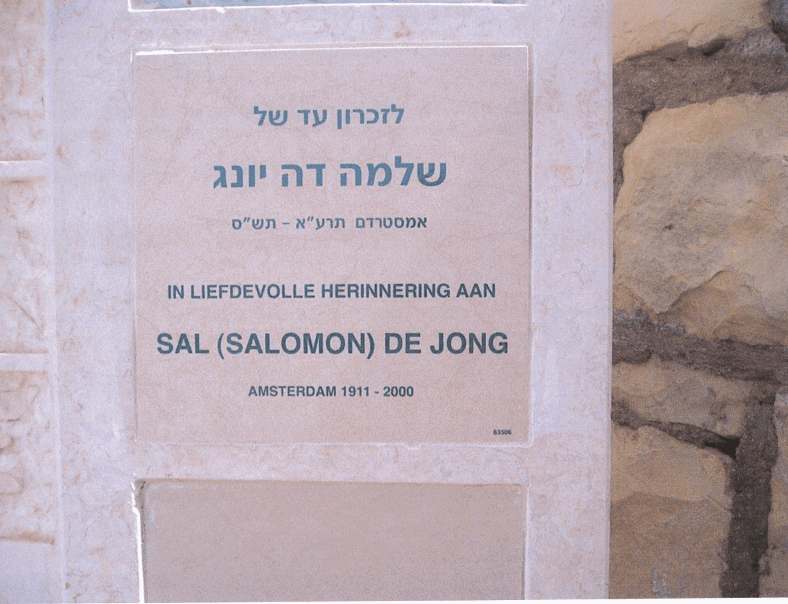 לזכרון עד של
שלמה דה יונג
אמסטרדם תרע"א - תש"ס
IN LIEFDEVOLLE HERINNERING AAN
SAL (SALOMON) DE JONG
AMSTERDAM 1911 - 2000
63506